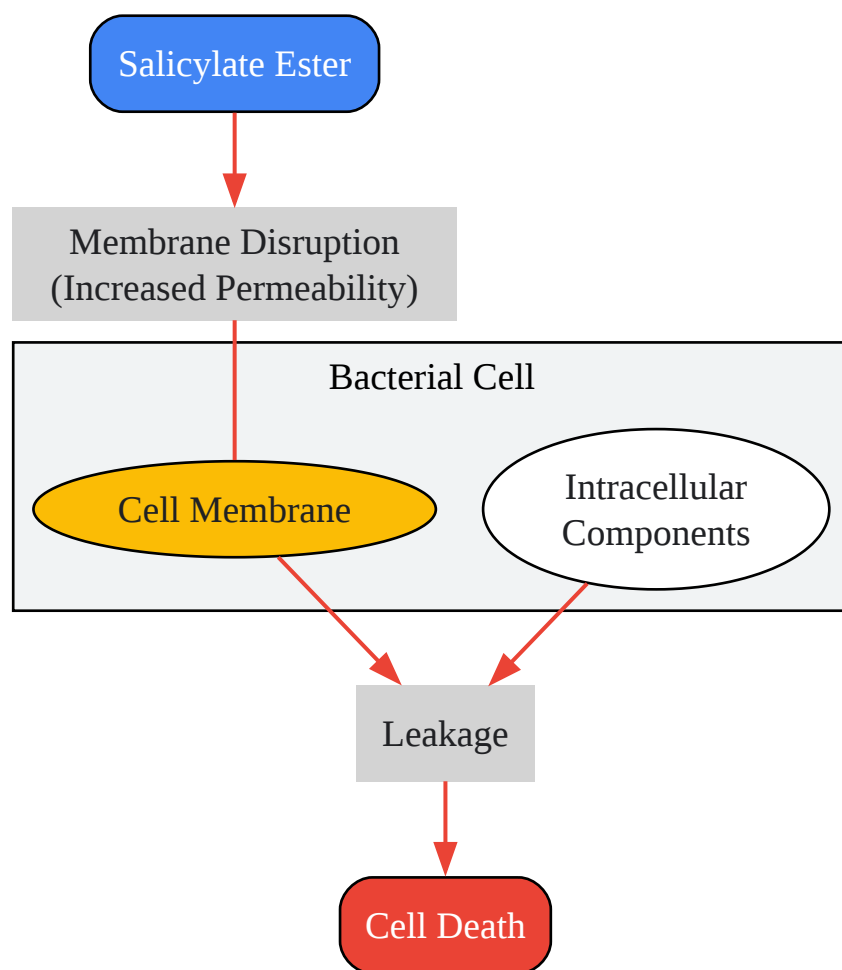 Salicylate Ester
Membrane Disruption
(Increased Permeability)
Bacterial Cell
Cell Membrane
Intracellular
Components
Leakage
Cell Death